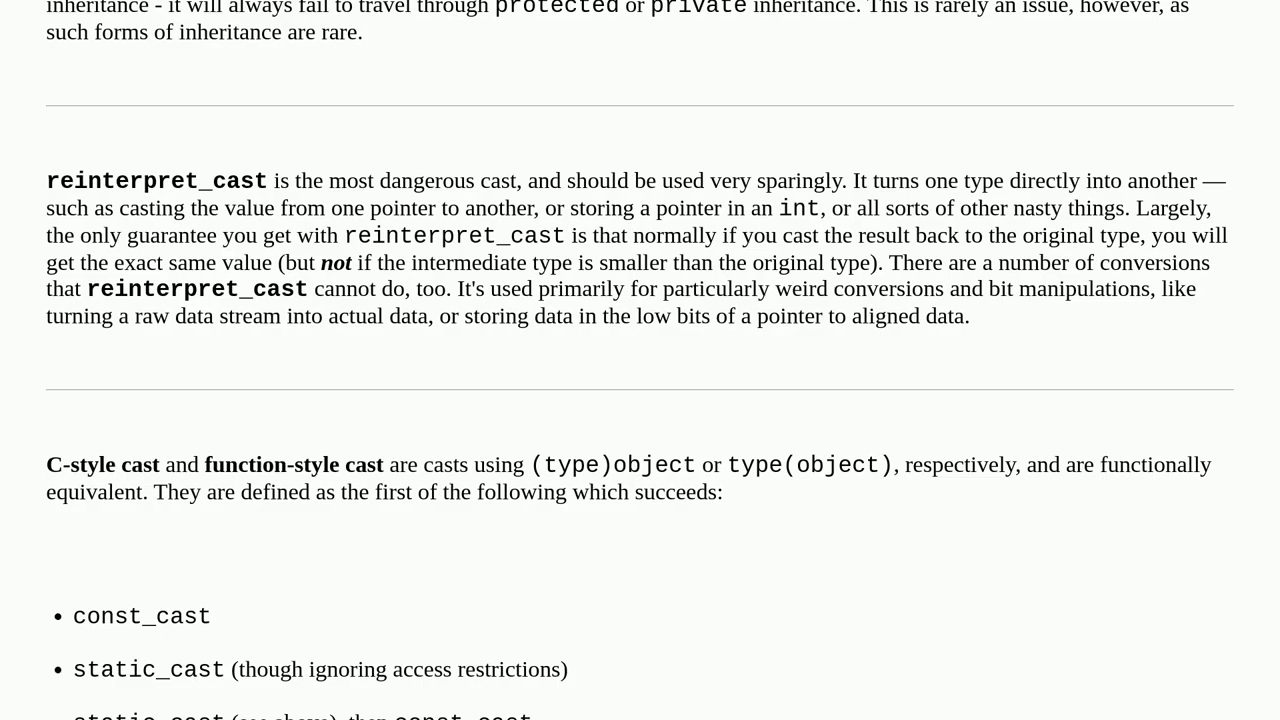 inheritance - it will always fail to travel through protected or private inheritance. This is rarely an issue, however, as
such forms of inheritance are rare.
reinterpret_cast is the most dangerous cast, and should be used very sparingly. It turns one type directly into another —
such as casting the value from one pointer to another, or storing a pointer in an int, or all sorts of other nasty things. Largely,
the only guarantee you get with reinterpret_cast is that normally if you cast the result back to the original type, you will
get the exact same value (but not if the intermediate type is smaller than the original type). There are a number of conversions
that reinterpret_cast cannot do, too. It's used primarily for particularly weird conversions and bit manipulations, like
turning a raw data stream into actual data, or storing data in the low bits of a pointer to aligned data.
C-style cast and function-style cast are casts using (type)object or type(object), respectively, and are functionally
equivalent. They are defined as the first of the following which succeeds:
• const_cast
• static_cast (though ignoring access restrictions)
static_cast (see above), then const_cast